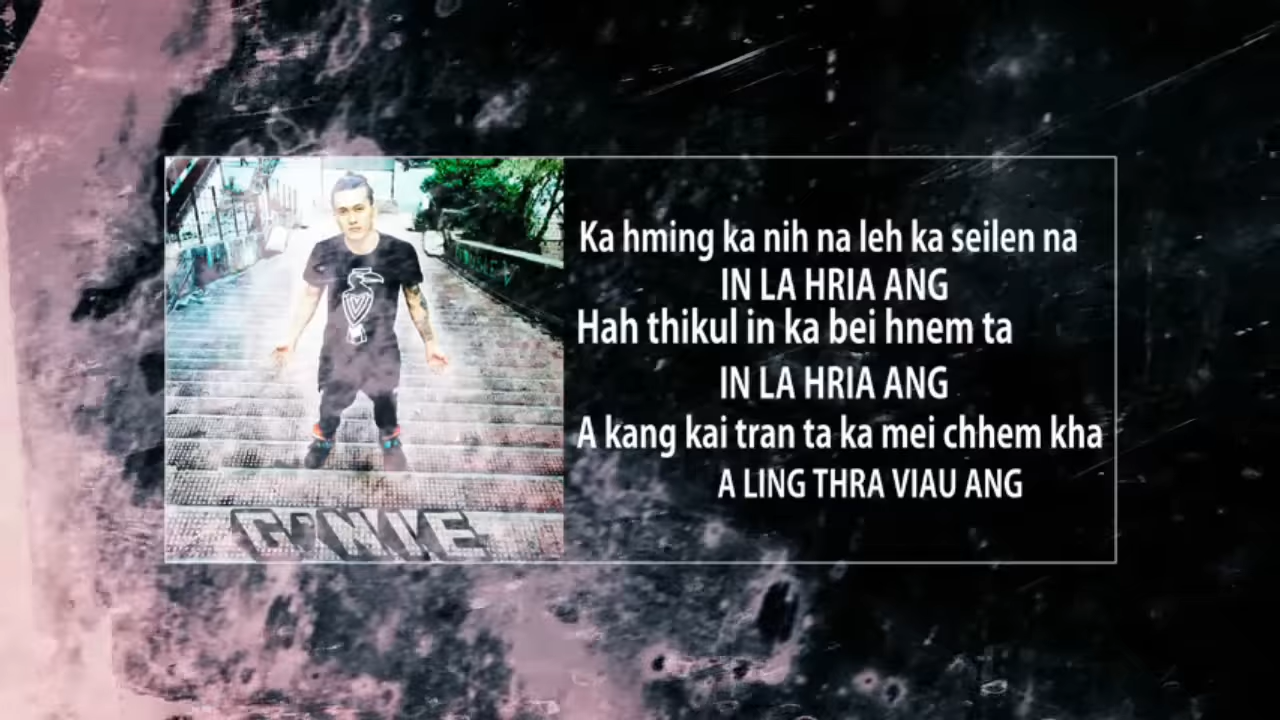 Ka hming ka nih na leh ka seilen na
IN LA HRIA ANG
Hah thikul in ka bei hnem ta
IN LA HRIA ANG
A kang kai tran ta ka mei chhem kha
A LING THRA VIAU ANG